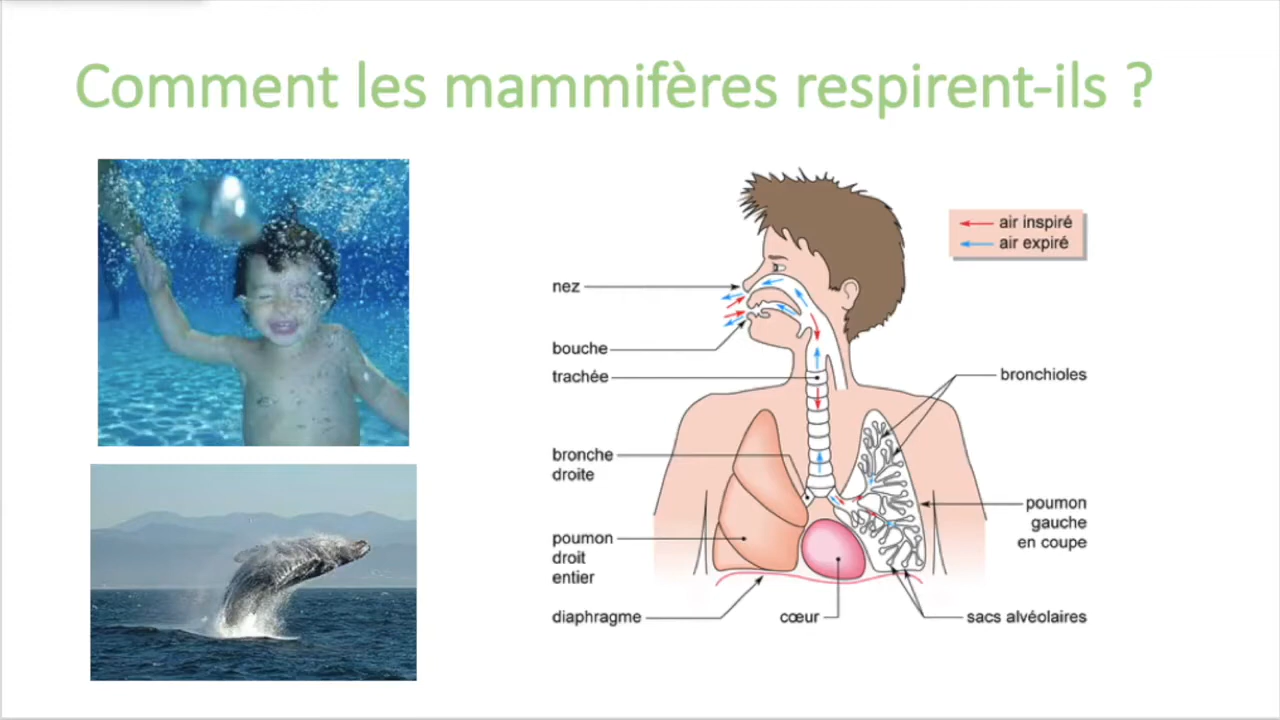 Comment les mammifères respirent-ils ?
air inspiré
air expiré
nez
bouche
trachée
bronchioles
bronche
droite
poumon
gauche
en coupe
poumon
droit
entier
diaphragme
cœur
sacs alvéolaires